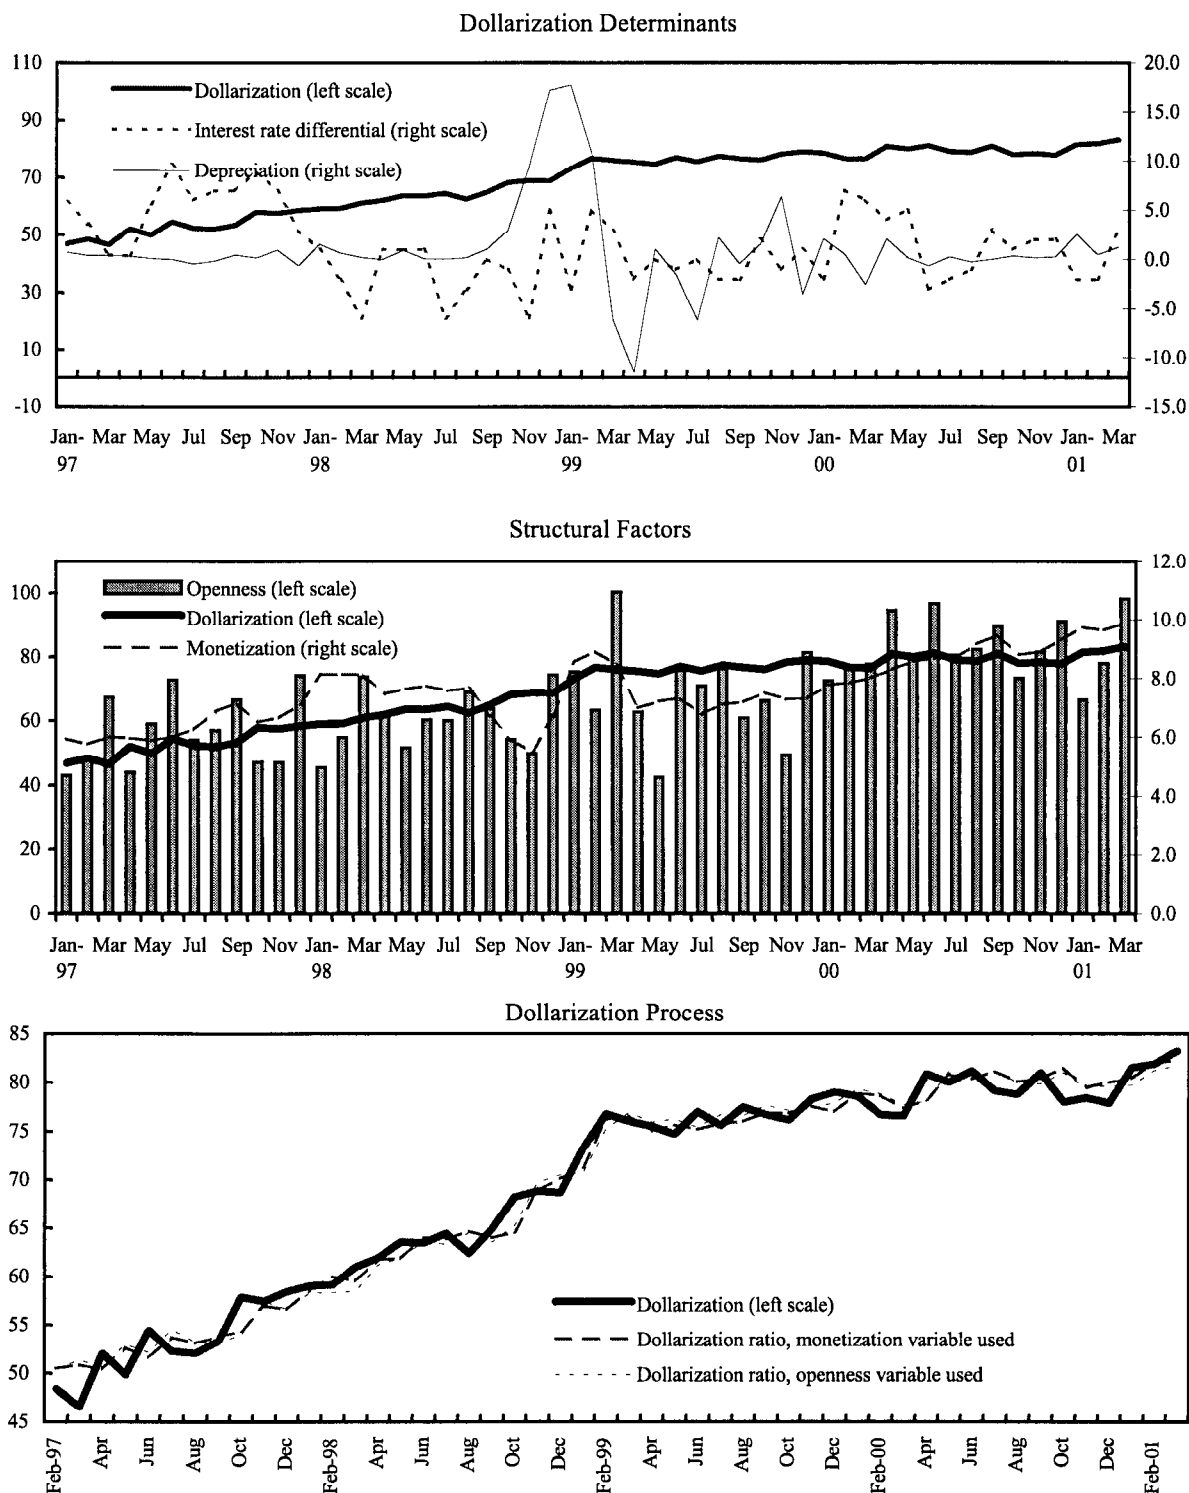 Dollarization Determinants
110
90
70
50
30
10
-10
20.0
15.0
10.0
5.0
0.0
-5.0
-10.0
-15.0
Dollarization (left scale)
Interest rate differential (right scale)
Depreciation (right scale)
Jan- Mar May Jul Sep Nov Jan- Mar May Jul Sep Nov Jan- Mar May Jul Sep Nov Jan- Mar May Jul Sep Nov Jan- Mar
97 98 99 00 01
Structural Factors
100
80
60
40
20
0
12.0
10.0
8.0
6.0
4.0
2.0
0.0
Openness (left scale)
Dollarization (left scale)
Monetization (right scale)
Jan- Mar May Jul Sep Nov Jan- Mar May Jul Sep Nov Jan- Mar May Jul Sep Nov Jan- Mar May Jul Sep Nov Jan- Mar
97 98 99 00 01
Dollarization Process
85
80
75
70
65
60
55
50
45
Dollarization (left scale)
Dollarization ratio, monetization variable used
Dollarization ratio, openness variable used
Feb-97 Apr Jun Aug Oct Dec Feb-98 Apr Jun Aug Oct Dec Feb-99 Apr Jun Aug Oct Dec Feb-00 Apr Jun Aug Oct Dec Feb-01